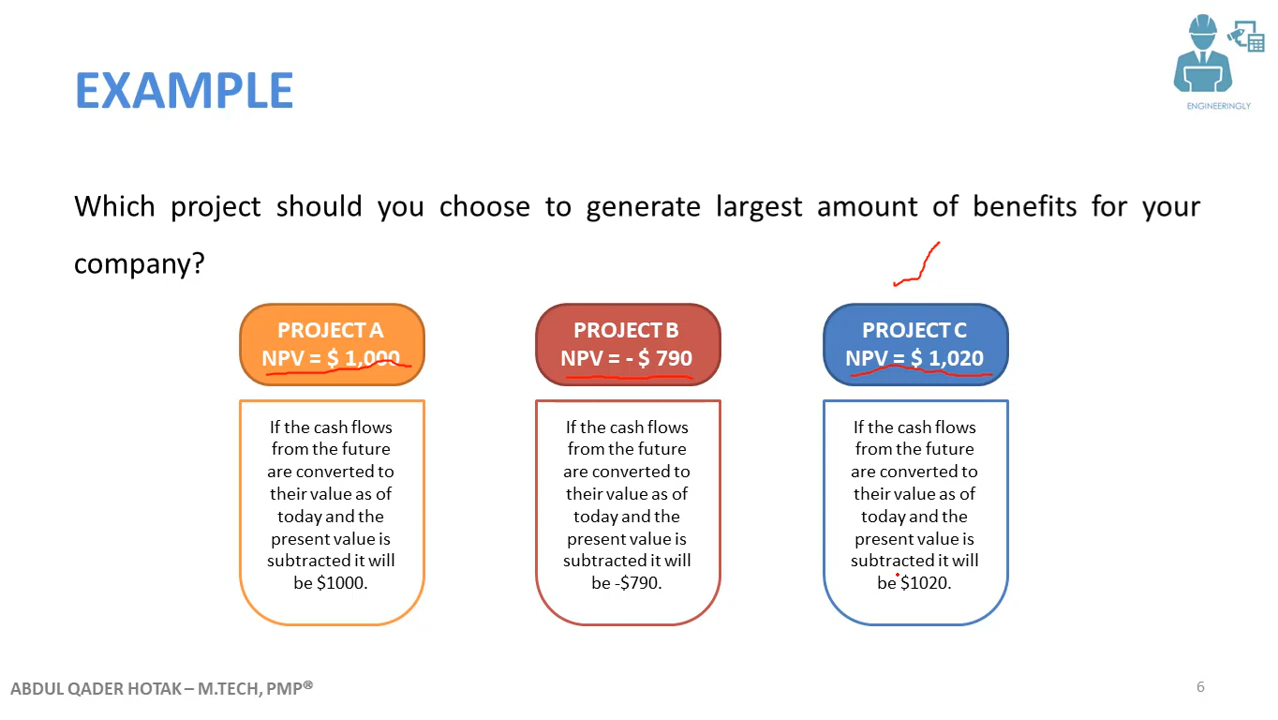 ENGINEERINGLY
EXAMPLE
Which project should you choose to generate largest amount of benefits for your
company?
PROJECT A
NPV = $ 1,000
If the cash flows
from the future
are converted to
their value as of
today and the
present value is
subtracted it will
be $1000.
PROJECT B
NPV = - $ 790
If the cash flows
from the future
are converted to
their value as of
today and the
present value is
subtracted it will
be -$790.
PROJECT C
NPV = $ 1,020
If the cash flows
from the future
are converted to
their value as of
today and the
present value is
subtracted it will
be $1020.
ABDUL QADER HOTAK – M.TECH, PMP®
6